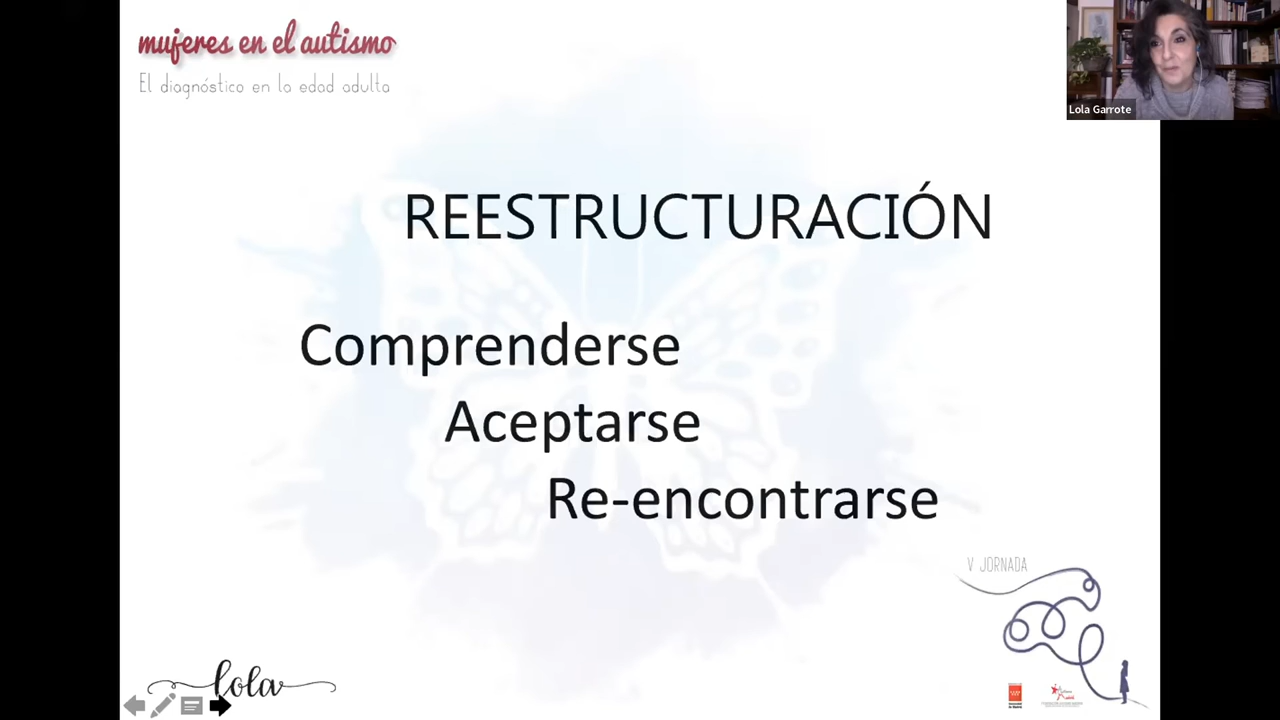 mujeres en el autismo
El diagnóstico en la edad adulta
Lola Garrote
REESTRUCTURACIÓN
Comprenderse
Aceptarse
Re-encontrarse
V JORNADA
lola